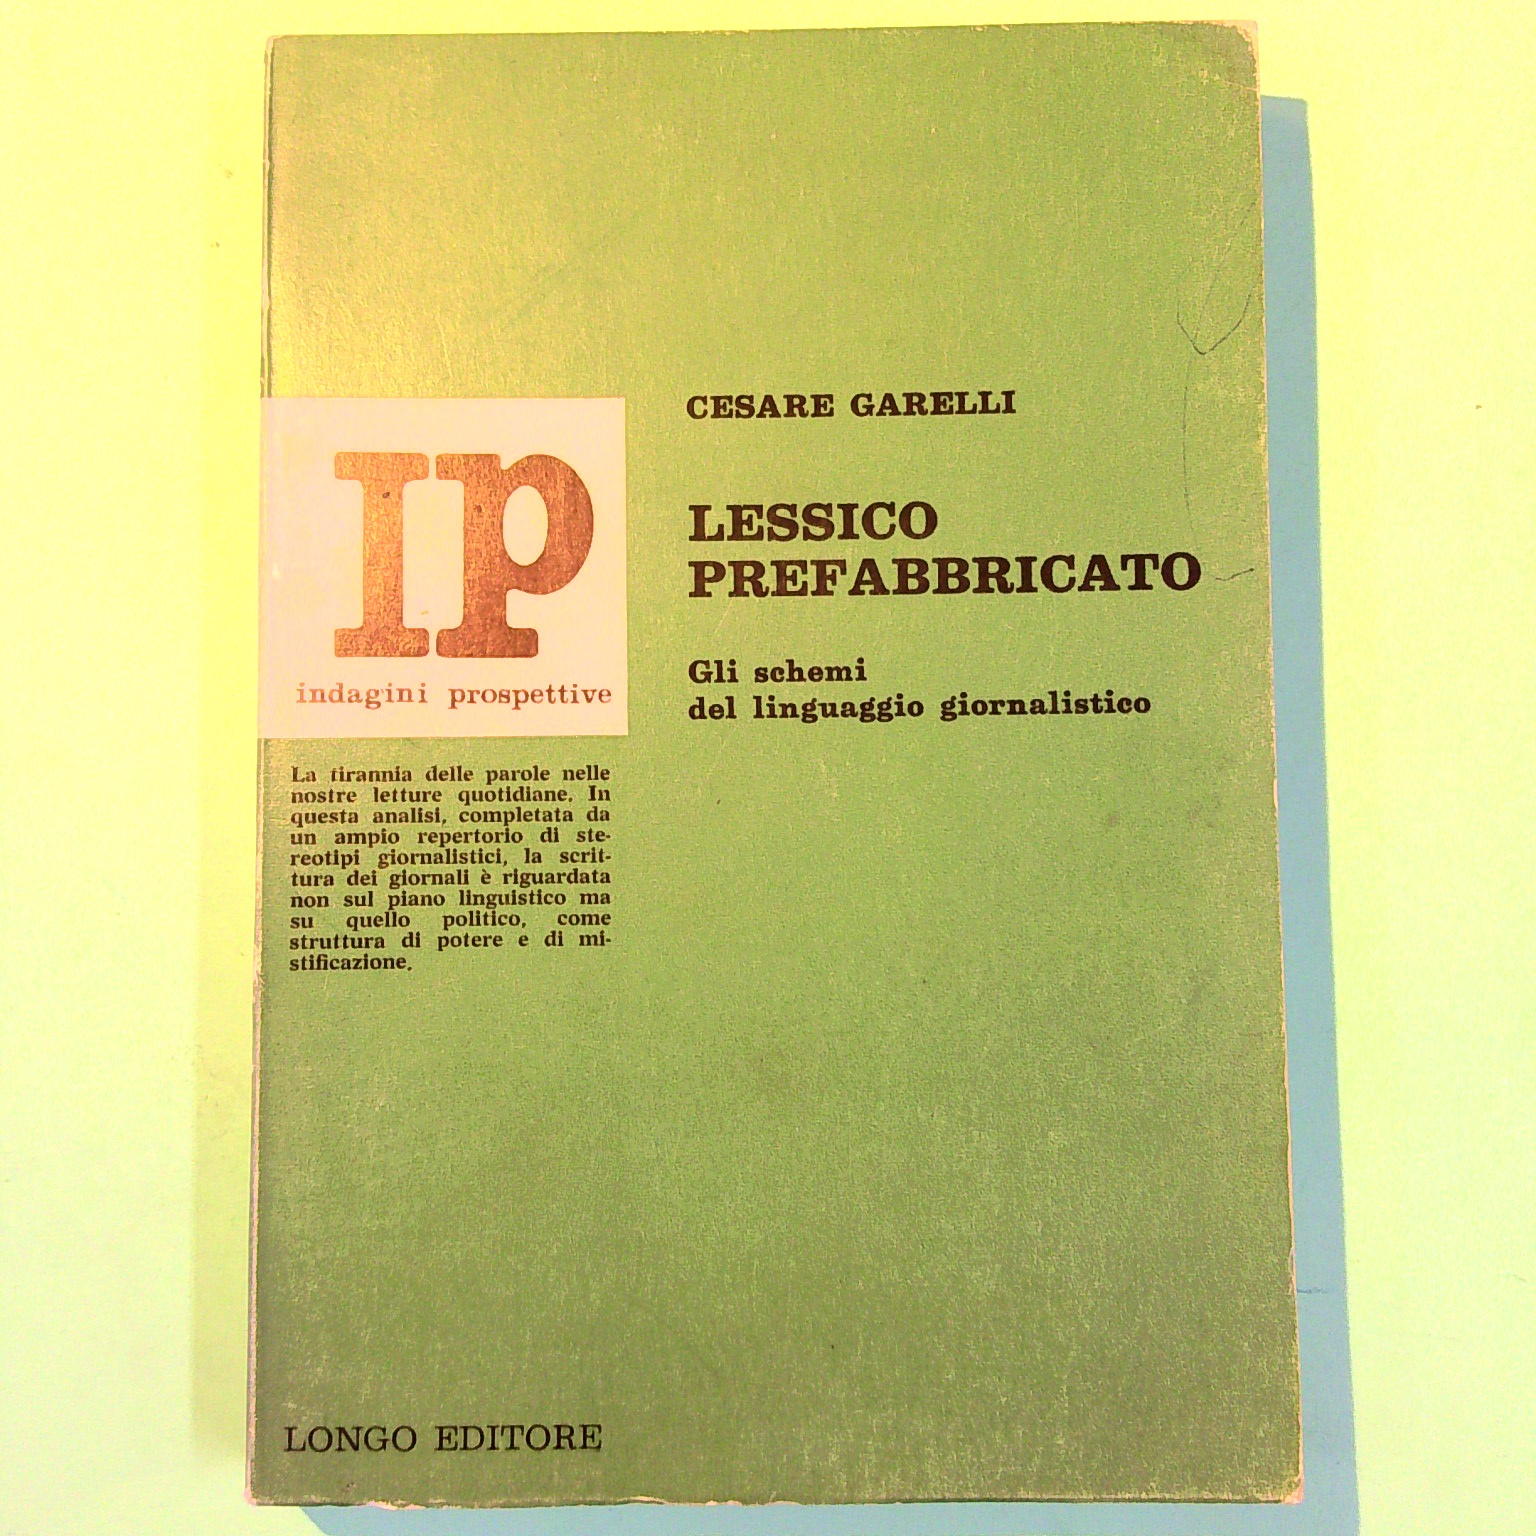 CESARE GARELLI
LESSICO
PREFABBRICATO
Gli schemi
del linguaggio giornalistico
IP
indagini prospettive
La tirannia delle parole nelle
nostre letture quotidiane. In
questa analisi, completata da
un ampio repertorio di ste-
reotipi giornalistici, la scrit-
tura dei giornali è riguardata
non sul piano linguistico ma
su quello politico, come
struttura di potere e di mi-
stificazione.
LONGO EDITORE